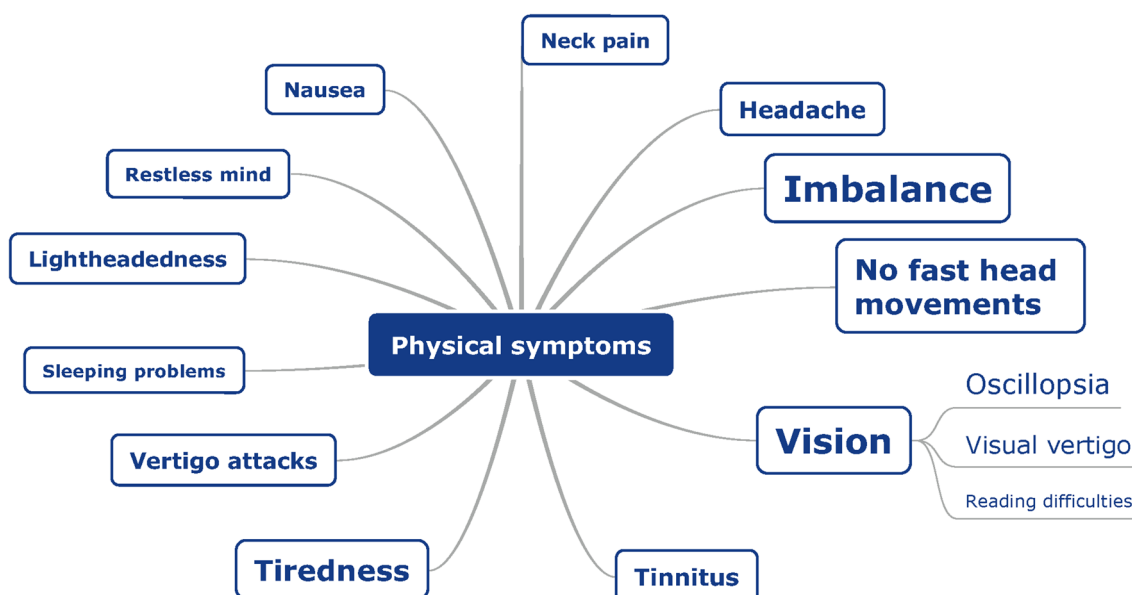 Neck pain
Nausea
Headache
Restless mind
Imbalance
Lightheadedness
No fast head
movements
Physical symptoms
Sleeping problems
Oscillopsia
Vision
Visual vertigo
Vertigo attacks
Reading difficulties
Tiredness
Tinnitus